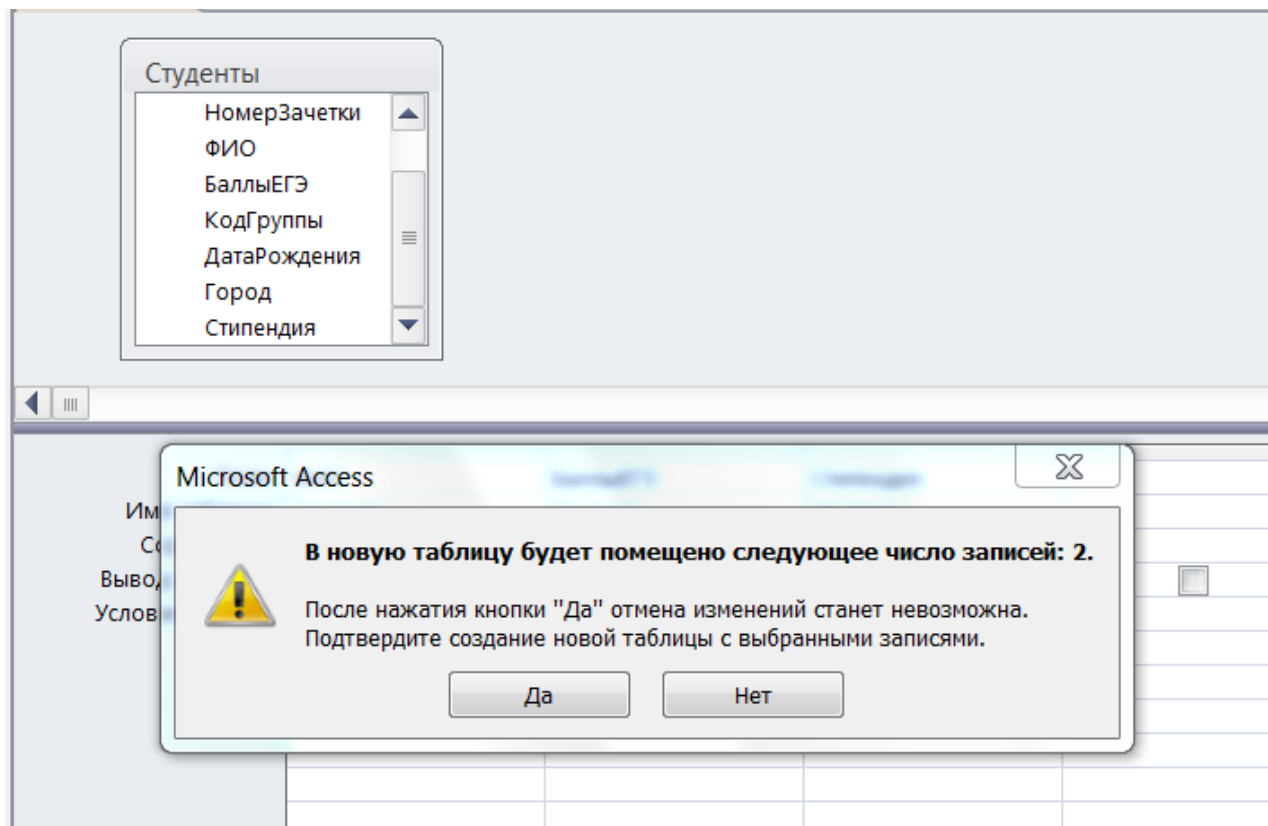 Студенты
НомерЗачетки
ФИО
БаллыЕГЭ
КодГруппы
ДатаРождения
Город
Стипендия
Microsoft Access
В новую таблицу будет помещено следующее число записей: 2.
После нажатия кнопки "Да" отмена изменений станет невозможна.
Подтвердите создание новой таблицы с выбранными записями.
Да
Нет